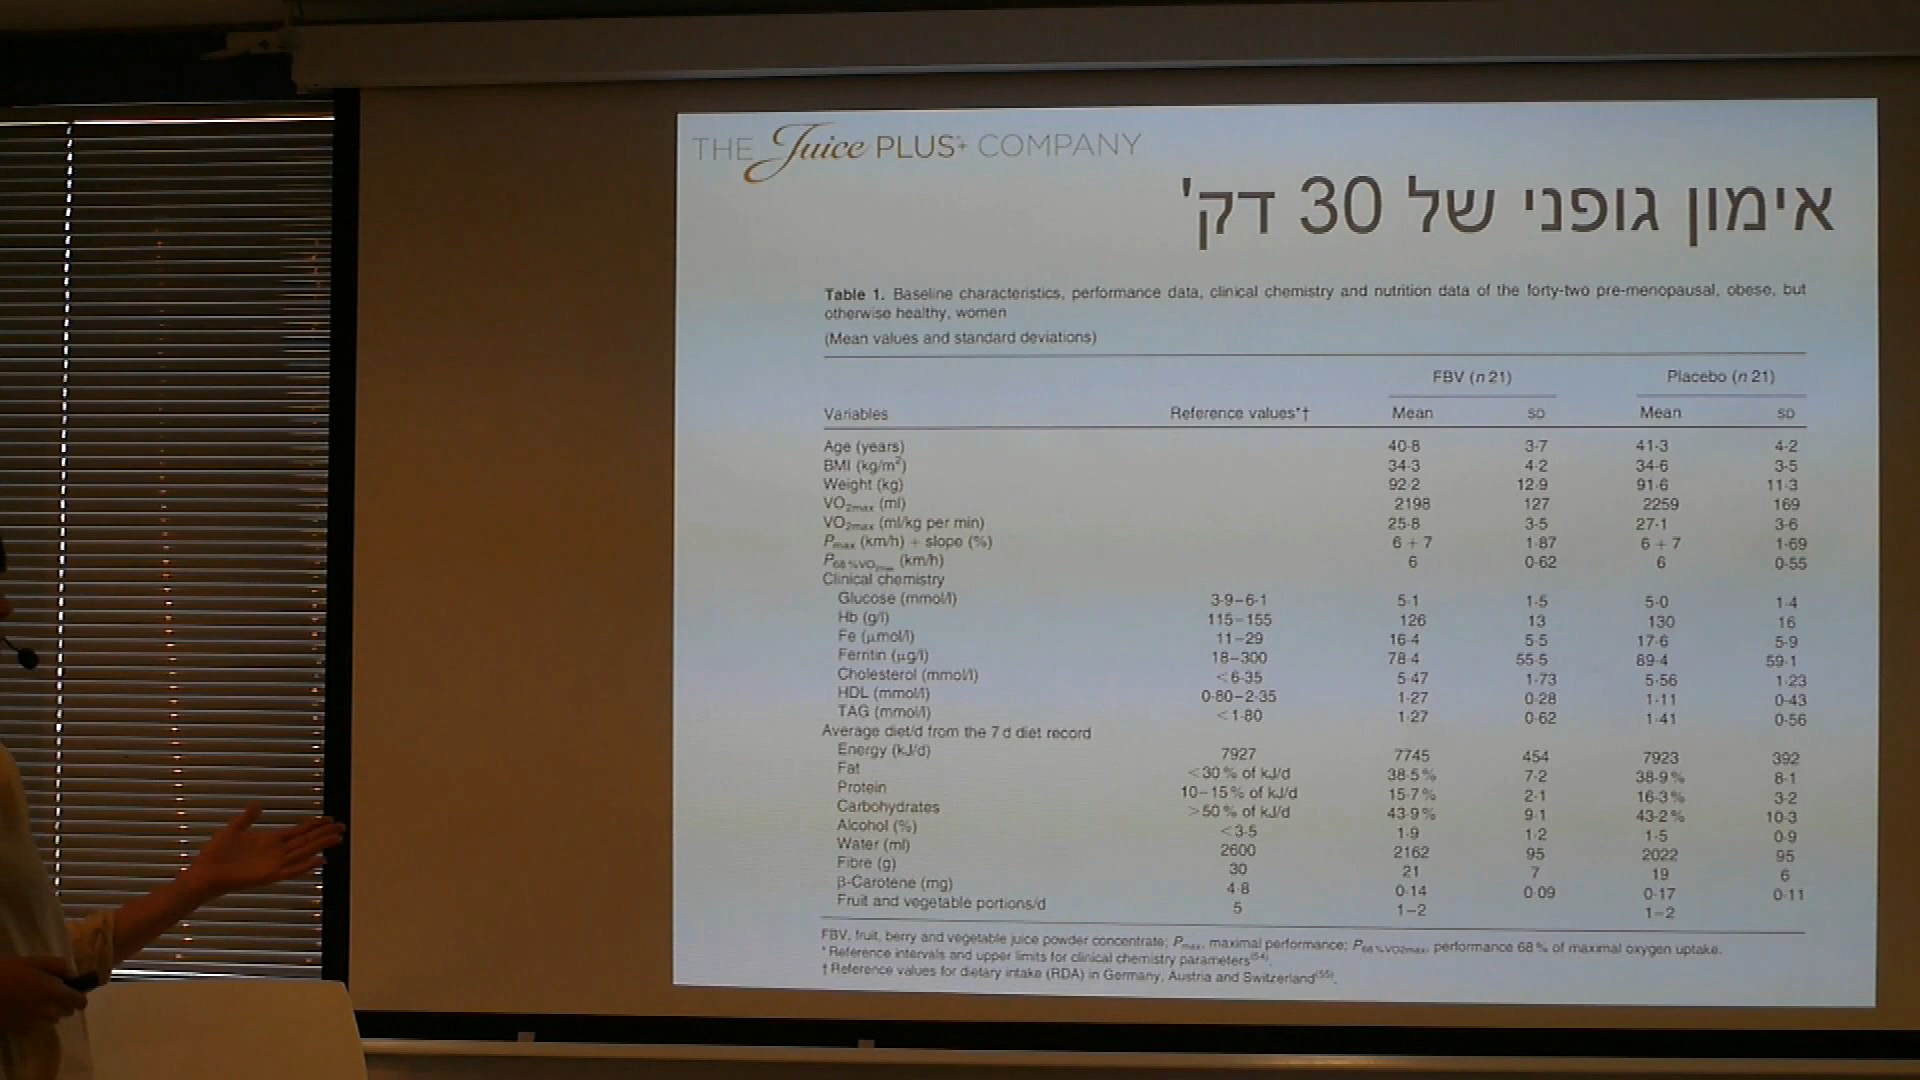 THE Juice PLUS+ COMPANY
אימון גופני של 30 דק'
Table 1. Baseline characteristics, performance data, clinical chemistry and nutrition data of the forty-two pre-menopausal, obese, but
otherwise healthy, women
(Mean values and standard deviations)
FBV (n 21) Placebo (n 21)
Variables Reference values*† Mean SD Mean SD
Age (years) 40·8 3·7 41·3 4·2
BMI (kg/m²) 34·3 4·2 34·6 3·5
Weight (kg) 92·2 12·9 91·6 11·3
VO2max (ml) 2198 127 2259 169
VO2max (ml/kg per min) 25·8 3·5 27·1 3·6
Pmax (km/h) + slope (%) 6 + 7 1·87 6 + 7 1·69
P68 %VO2max (km/h) 6 0·62 6 0·55
Clinical chemistry
Glucose (mmol/l) 3·9–6·1 5·1 1·5 5·0 1·4
Hb (g/l) 115–155 126 13 130 16
Fe (μmol/l) 11–29 16·4 5·5 17·6 5·9
Ferritin (μg/l) 18–300 78·4 55·5 89·4 59·1
Cholesterol (mmol/l) <6·35 5·47 1·73 5·56 1·23
HDL (mmol/l) 0·80–2·35 1·27 0·28 1·11 0·43
TAG (mmol/l) <1·80 1·27 0·62 1·41 0·56
Average diet/d from the 7 d diet record
Energy (kJ/d) 7927 7745 454 7923 392
Fat <30 % of kJ/d 38·5 % 7·2 38·9 % 8·1
Protein 10–15 % of kJ/d 15·7 % 2·1 16·3 % 3·2
Carbohydrates >50 % of kJ/d 43·9 % 9·1 43·2 % 10·3
Alcohol (%) <3·5 1·9 1·2 1·5 0·9
Water (ml) 2600 2162 95 2022 95
Fibre (g) 30 21 7 19 6
β-Carotene (mg) 4·8 0·14 0·09 0·17 0·11
Fruit and vegetable portions/d 5 1–2 1–2
FBV, fruit, berry and vegetable juice powder concentrate; Pmax, maximal performance; P68 %VO2max, performance 68 % of maximal oxygen uptake.
* Reference intervals and upper limits for clinical chemistry parameters(54).
† Reference values for dietary intake (RDA) in Germany, Austria and Switzerland(55).